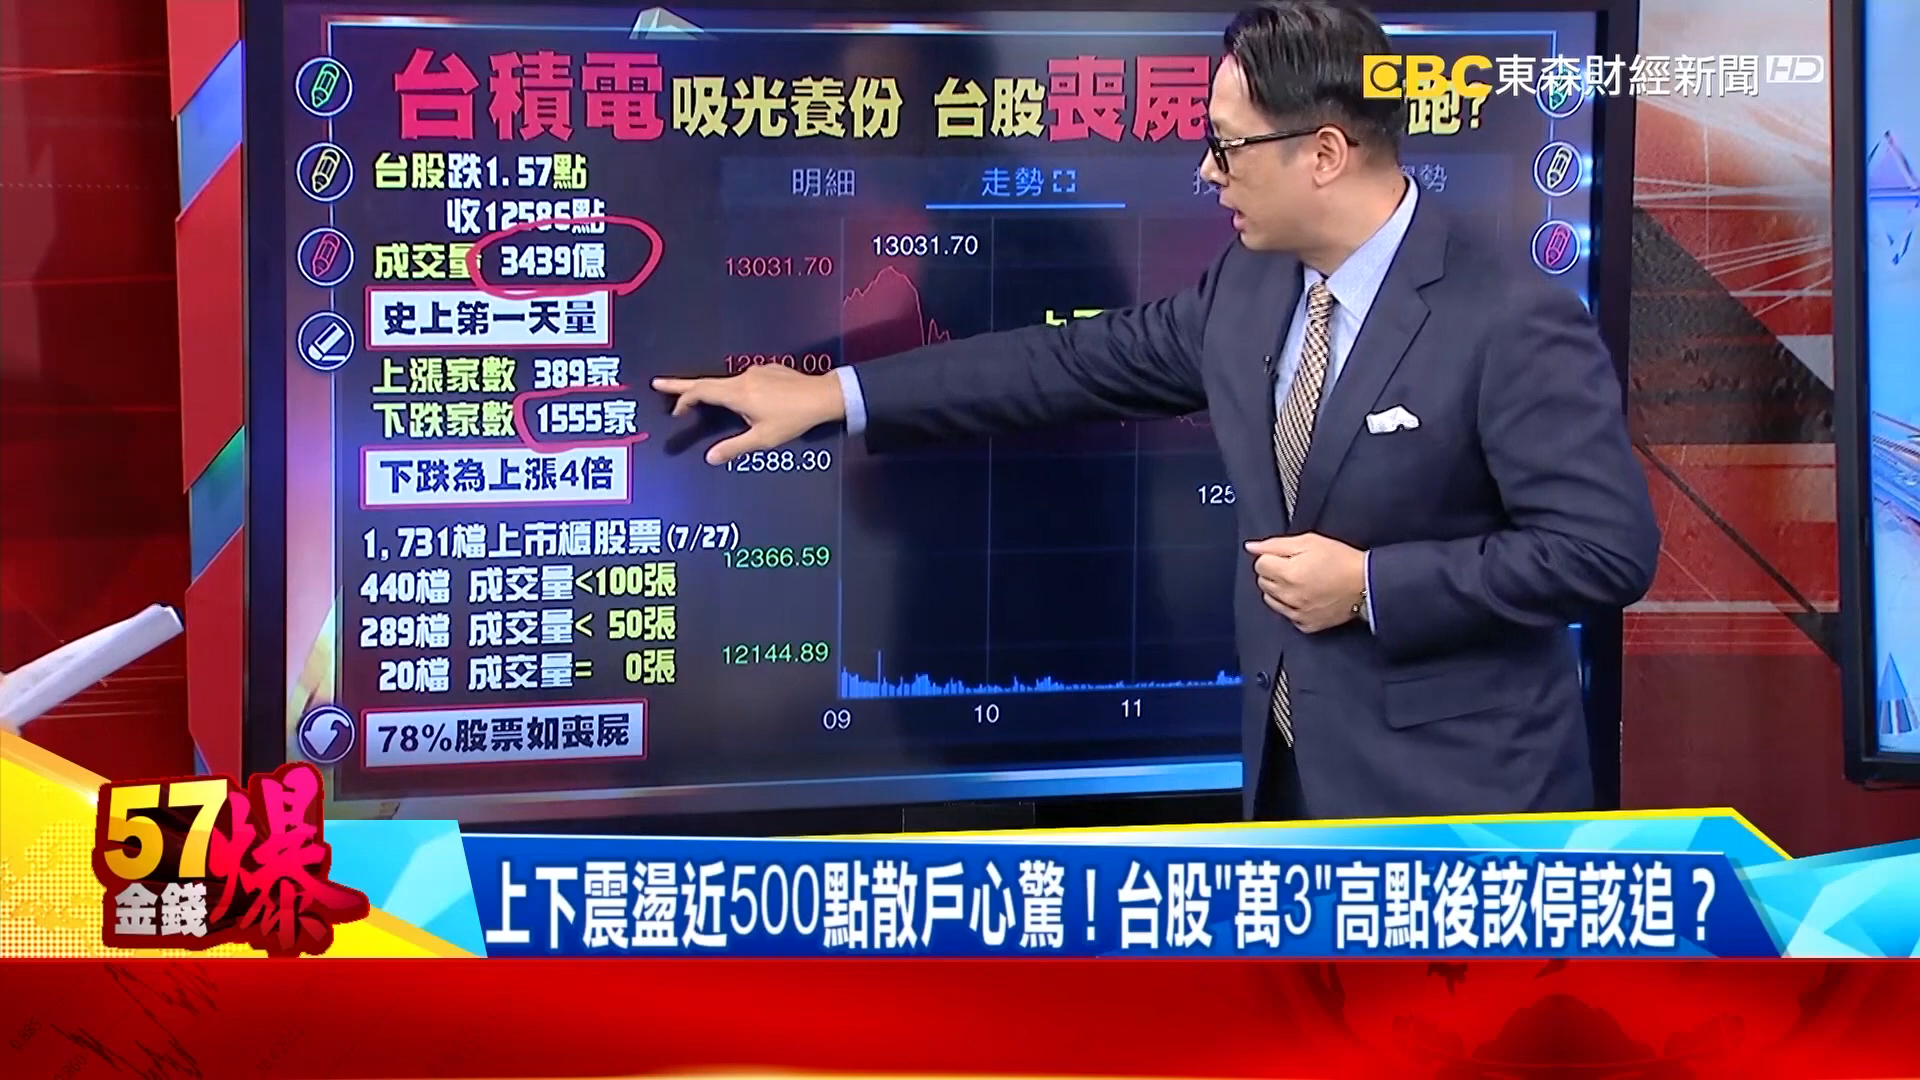 EBC東森財經新聞HD
台積電吸光養份 台股喪屍 跑?
台股跌1.57點
收12586點
成交量 3439億
史上第一天量
上漲家數 389家
下跌家數 1555家
下跌為上漲4倍
1,731檔上市櫃股票(7/27)
440檔 成交量<100張
289檔 成交量< 50張
20檔 成交量= 0張
78%股票如喪屍
明細 走勢 勢
13031.70
13031.70
12810.00
12588.30
125
12366.59
12144.89
09 10 11
57金錢爆
上下震盪近500點散戶心驚！台股"萬3"高點後該停該追？